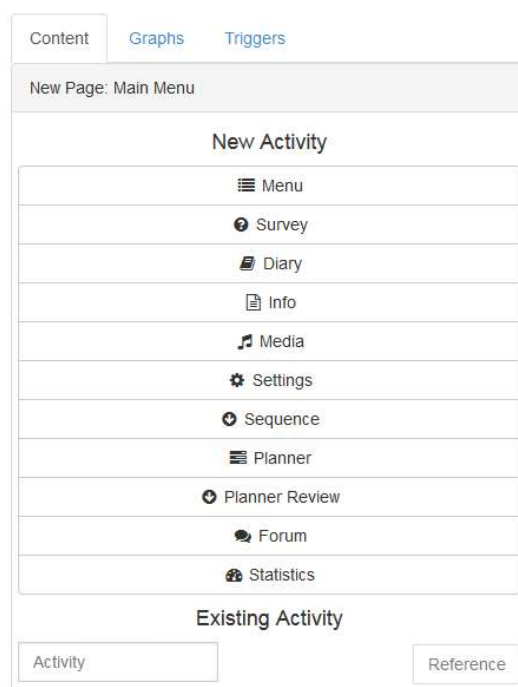 Content Graphs Triggers
New Page: Main Menu
New Activity
Menu
Survey
Diary
Info
Media
Settings
Sequence
Planner
Planner Review
Forum
Statistics
Existing Activity
Activity Reference